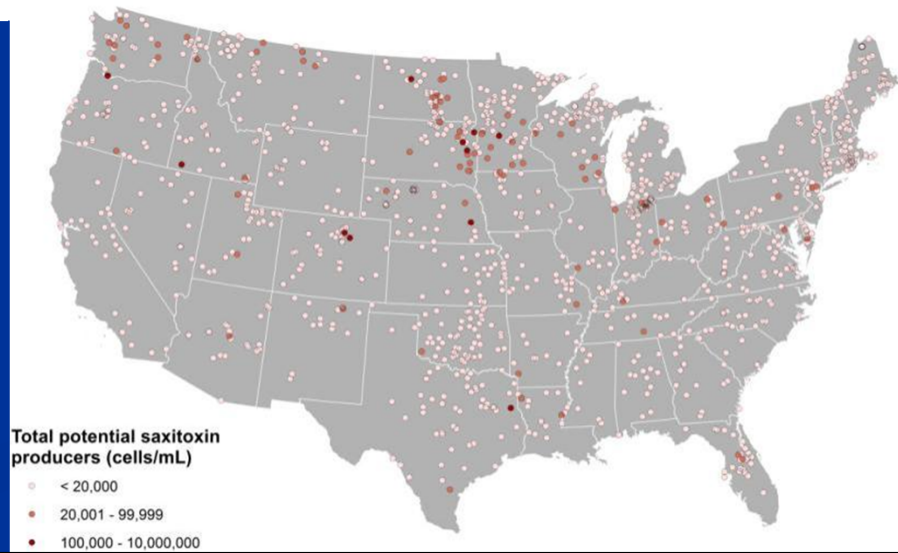 Total potential saxitoxin
producers (cells/mL)
< 20,000
20,001 - 99,999
100,000 - 10,000,000